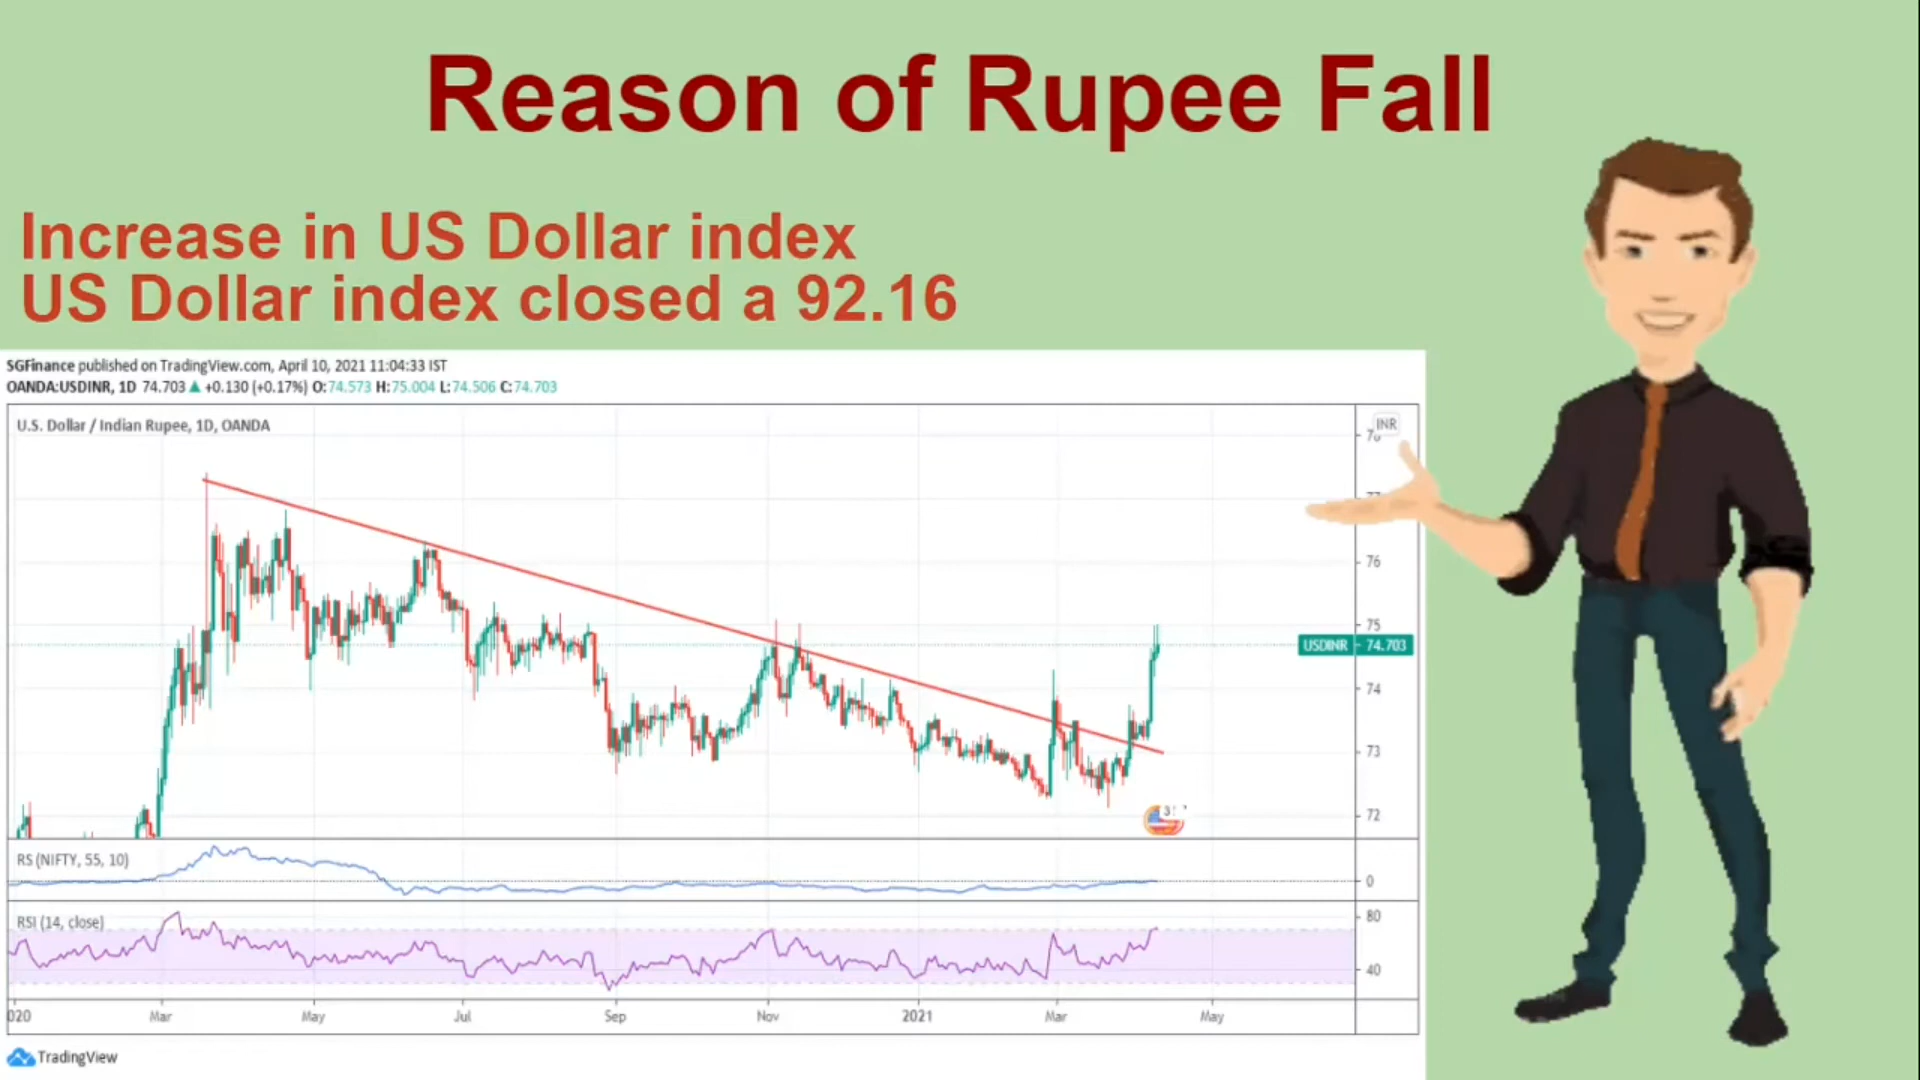 Reason of Rupee Fall
Increase in US Dollar index
US Dollar index closed a 92.16
SGFinance published on TradingView.com, April 10, 2021 11:04:33 IST
OANDA:USDINR, 1D 74.703 ▲ +0.130 (+0.17%) O:74.573 H:75.004 L:74.506 C:74.703
U.S. Dollar / Indian Rupee, 1D, OANDA
INR
76
75
USDINR 74.703
74
73
72
RS (NIFTY, 55, 10)
0
RSI (14, close)
80
40
020 Mar May Jul Sep Nov 2021 Mar May
TradingView